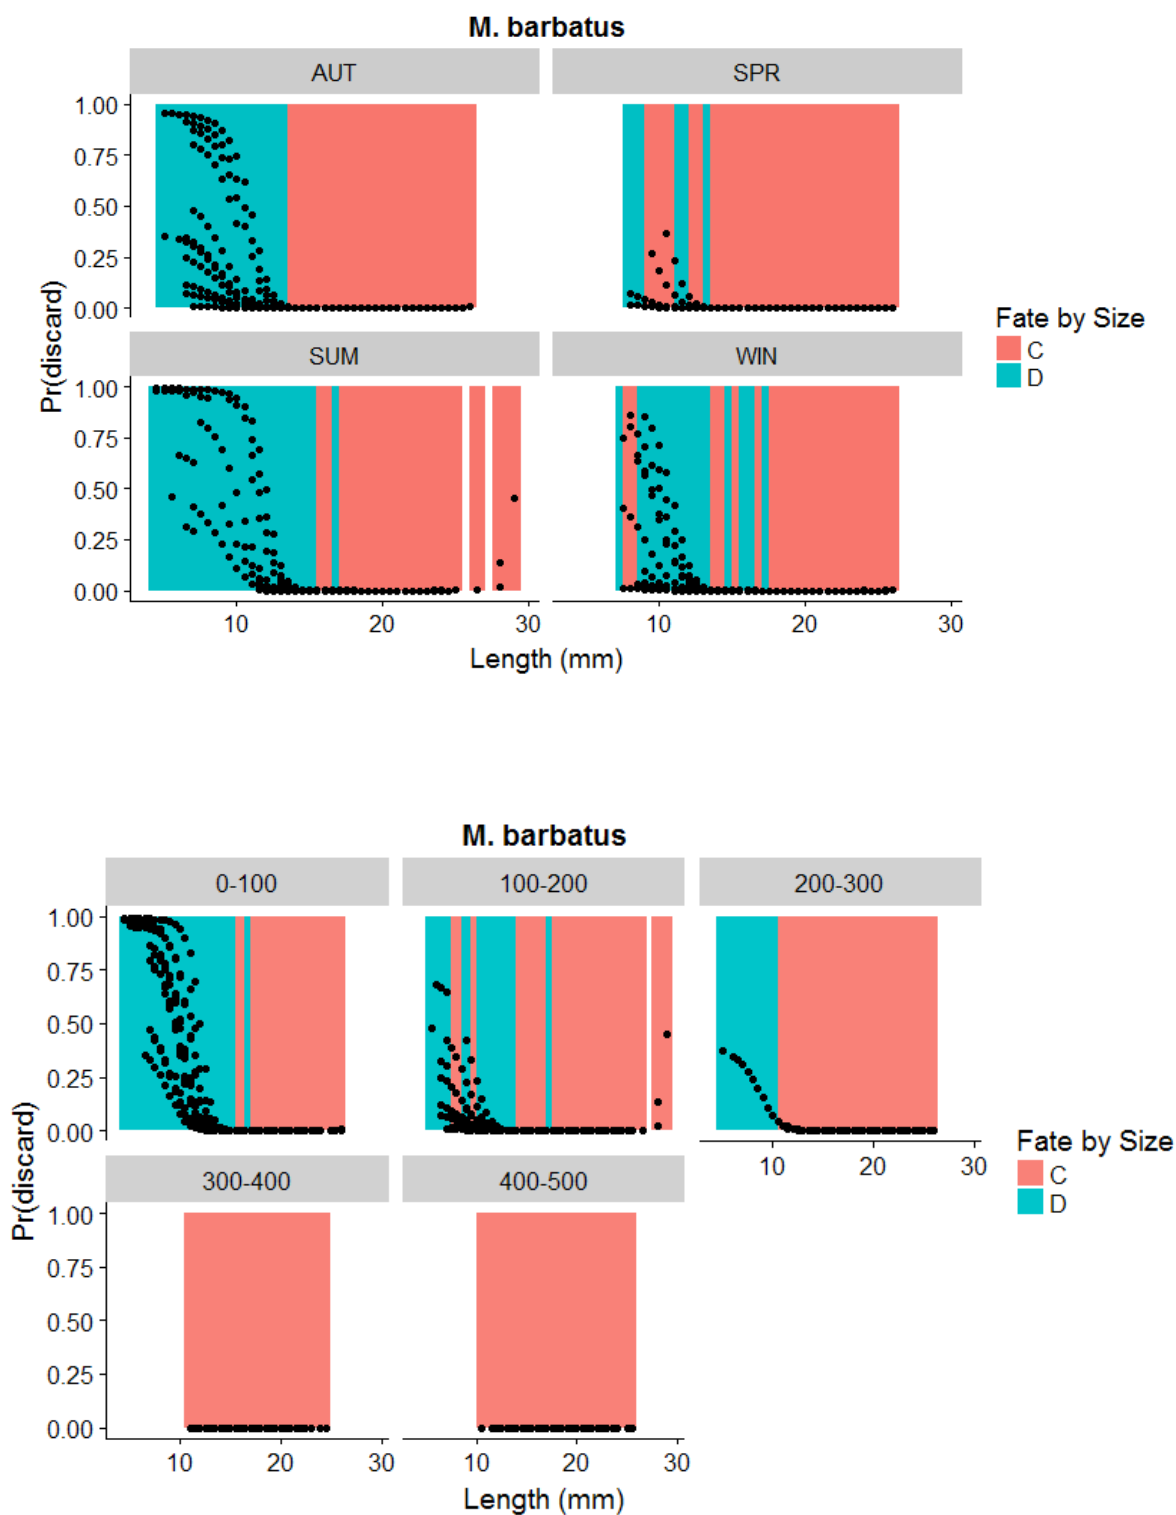 M. barbatus
AUT SPR
1.00
0.75
0.50
0.25
0.00
Pr(discard)
SUM WIN
1.00
0.75
0.50
0.25
0.00
10 20 30 10 20 30
Length (mm)
Fate by Size
C
D
M. barbatus
0-100 100-200 200-300
1.00
0.75
0.50
0.25
0.00
10 20 30
Pr(discard)
300-400 400-500
1.00
0.75
0.50
0.25
0.00
10 20 30 10 20 30
Length (mm)
Fate by Size
C
D